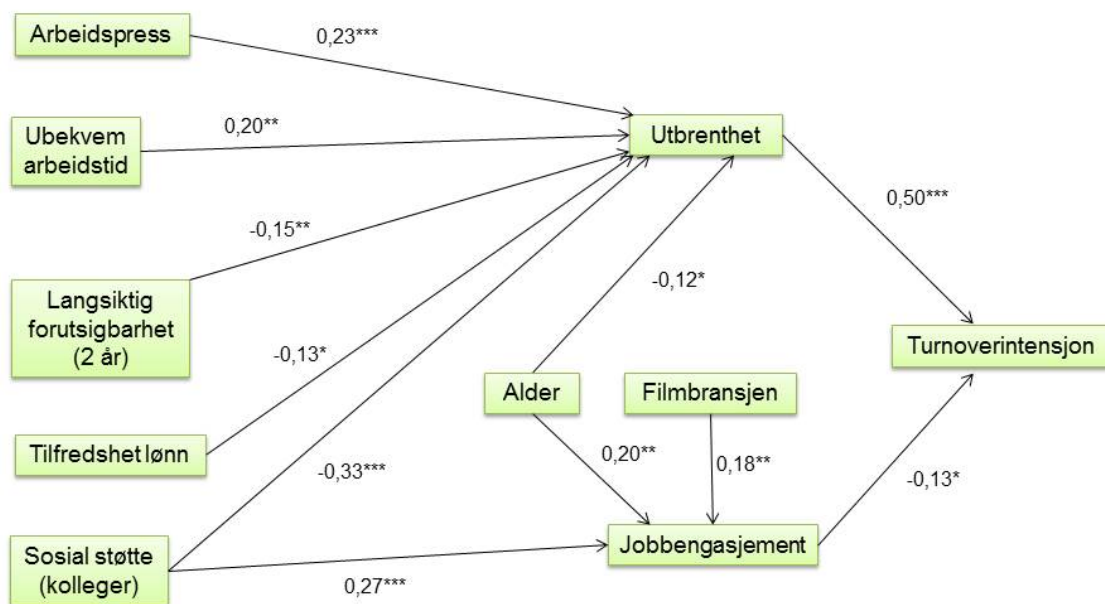 Arbeidspress
0,23***
Ubekvem
arbeidstid
0,20**
Utbrenthet
0,50***
-0,15**
Langsiktig
forutsigbarhet
(2 år)
-0,12*
Turnoverintensjon
-0,13*
Alder
Filmbransjen
Tilfredshet lønn
-0,33***
0,20**
0,18**
-0,13*
Sosial støtte
(kolleger)
0,27***
Jobbengasjement